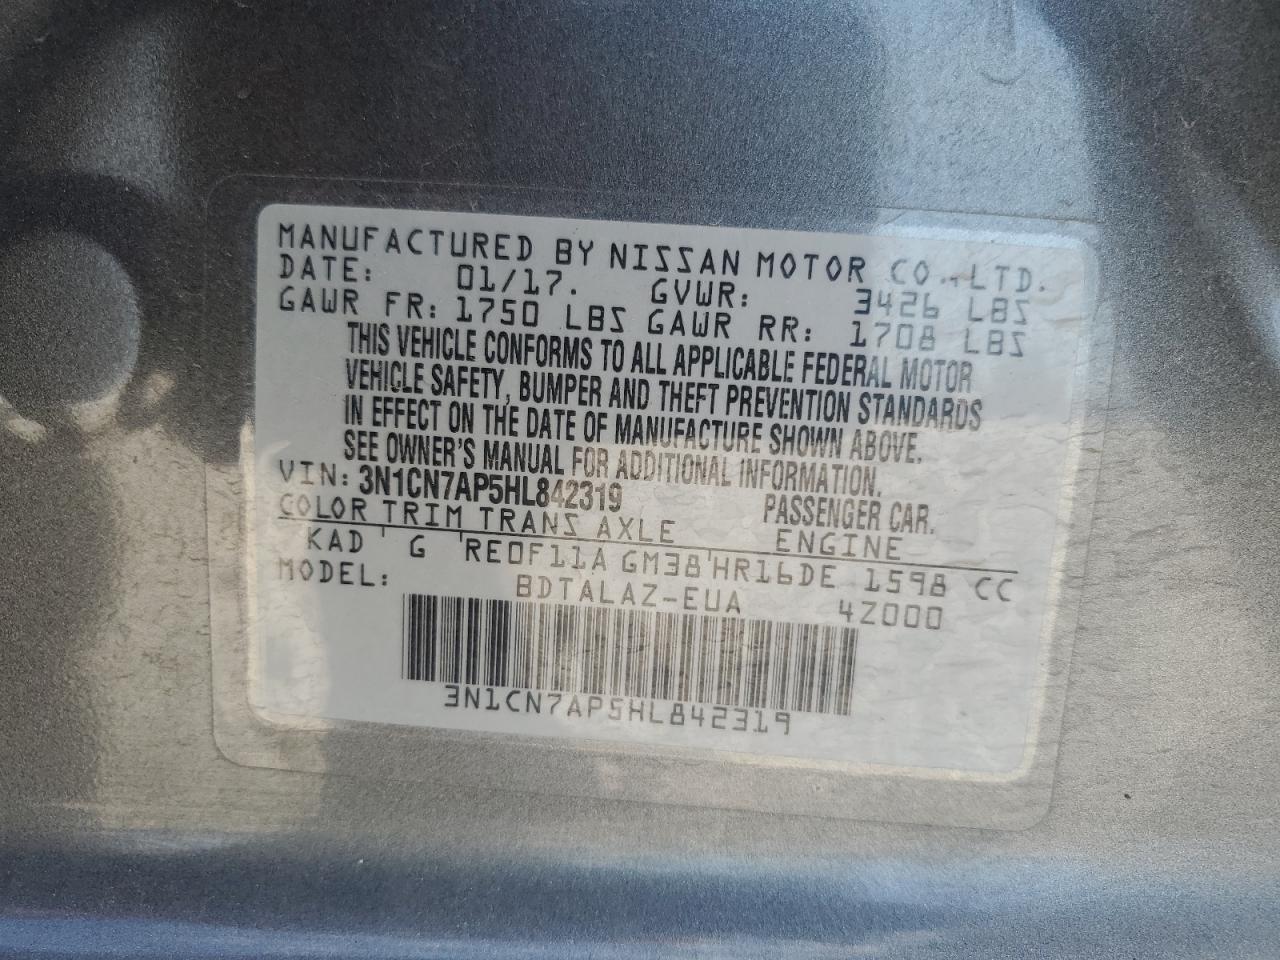 MANUFACTURED BY NISSAN MOTOR CO.,LTD.
DATE: 01/17. GVWR: 3426 LBS
GAWR FR: 1750 LBS GAWR RR: 1708 LBS
THIS VEHICLE CONFORMS TO ALL APPLICABLE FEDERAL MOTOR
VEHICLE SAFETY, BUMPER AND THEFT PREVENTION STANDARDS
IN EFFECT ON THE DATE OF MANUFACTURE SHOWN ABOVE.
SEE OWNER'S MANUAL FOR ADDITIONAL INFORMATION.
VIN: 3N1CN7AP5HL842319 PASSENGER CAR.
COLOR TRIM TRANS AXLE ENGINE
KAD G RE0F11A GM38 HR16DE 1598 CC
MODEL: BDTALAZ-EUA 4Z000
3N1CN7AP5HL842319